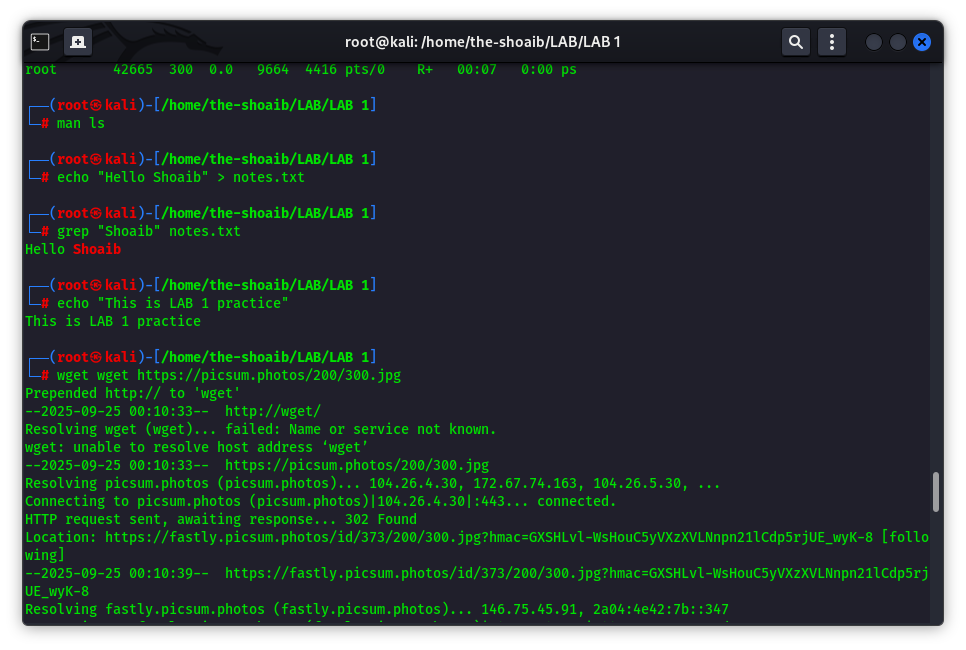 root@kali: /home/the-shoaib/LAB/LAB 1
root       42665  300  0.0   9664  4416 pts/0    R+   00:07   0:00 ps
┌──(root㉿kali)-[/home/the-shoaib/LAB/LAB 1]
└─# man ls
┌──(root㉿kali)-[/home/the-shoaib/LAB/LAB 1]
└─# echo "Hello Shoaib" > notes.txt
┌──(root㉿kali)-[/home/the-shoaib/LAB/LAB 1]
└─# grep "Shoaib" notes.txt
Hello Shoaib
┌──(root㉿kali)-[/home/the-shoaib/LAB/LAB 1]
└─# echo "This is LAB 1 practice"
This is LAB 1 practice
┌──(root㉿kali)-[/home/the-shoaib/LAB/LAB 1]
└─# wget wget https://picsum.photos/200/300.jpg
Prepended http:// to 'wget'
--2025-09-25 00:10:33--  http://wget/
Resolving wget (wget)... failed: Name or service not known.
wget: unable to resolve host address ‘wget’
--2025-09-25 00:10:33--  https://picsum.photos/200/300.jpg
Resolving picsum.photos (picsum.photos)... 104.26.4.30, 172.67.74.163, 104.26.5.30, ...
Connecting to picsum.photos (picsum.photos)|104.26.4.30|:443... connected.
HTTP request sent, awaiting response... 302 Found
Location: https://fastly.picsum.photos/id/373/200/300.jpg?hmac=GXSHLvl-WsHouC5yVXzXVLNnpn21lCdp5rjUE_wyK-8 [follo
wing]
--2025-09-25 00:10:39--  https://fastly.picsum.photos/id/373/200/300.jpg?hmac=GXSHLvl-WsHouC5yVXzXVLNnpn21lCdp5rj
UE_wyK-8
Resolving fastly.picsum.photos (fastly.picsum.photos)... 146.75.45.91, 2a04:4e42:7b::347